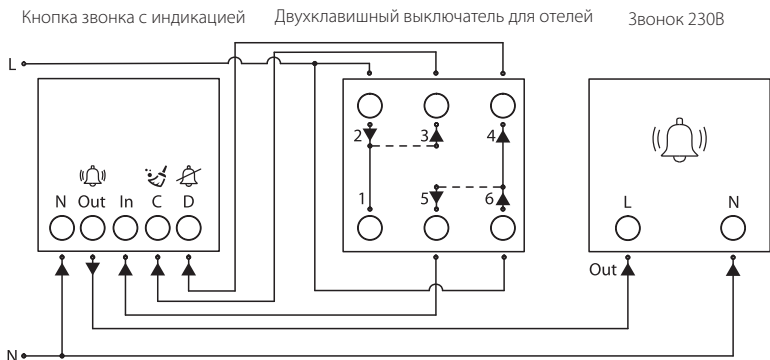 Кнопка звонка с индикацией
Двухклавишный выключатель для отелей
Звонок 230В
L
2 3 4
N Out In C D
1 5 6
L N
Out
N